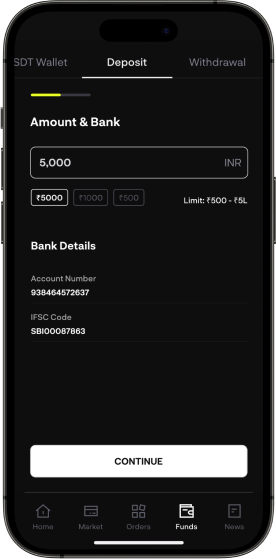 SDT Wallet Deposit Withdrawal
Amount & Bank
5,000 INR
₹5000 ₹1000 ₹500 Limit: ₹500 - ₹5L
Bank Details
Account Number
938464572637
IFSC Code
SBI00087863
CONTINUE
Home Market Orders Funds News